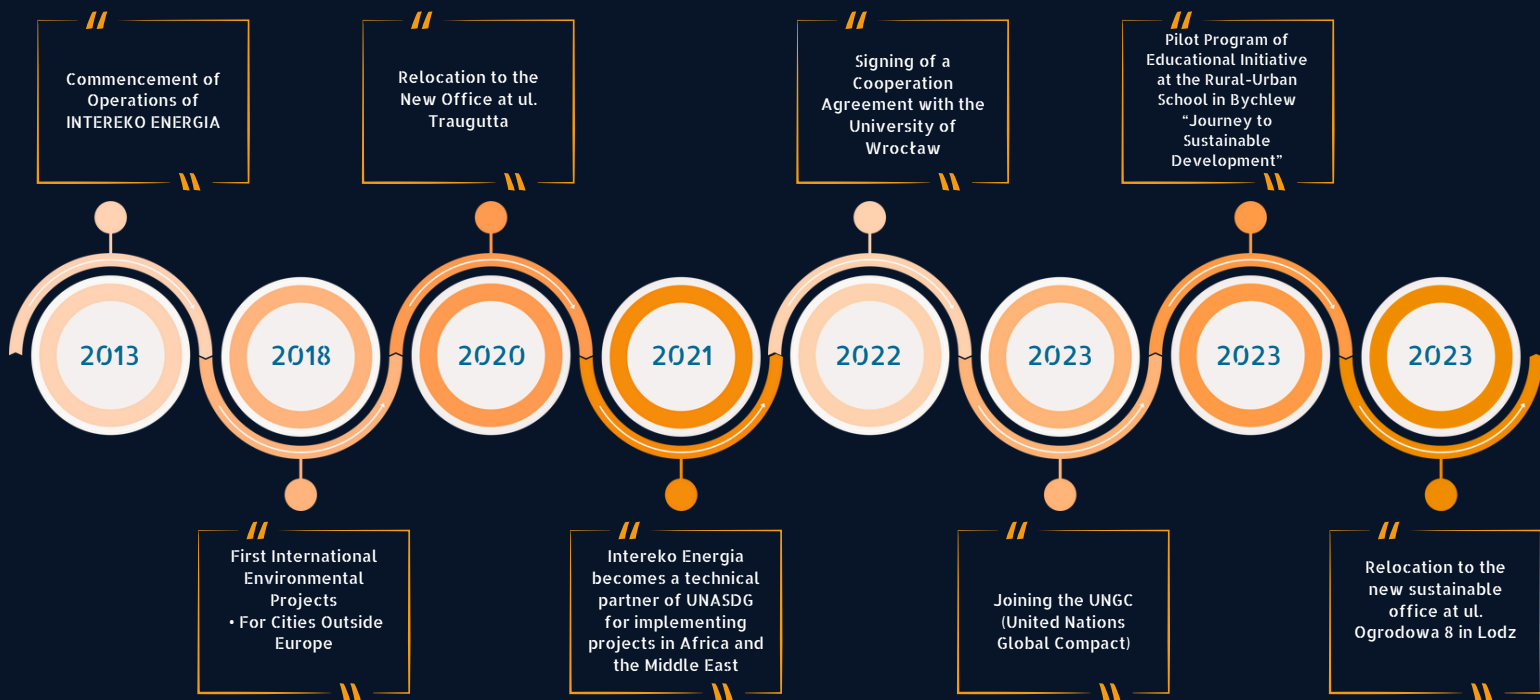 Commencement of
Operations of
INTEREKO ENERGIA
Relocation to the
New Office at ul.
Traugutta
Signing of a
Cooperation
Agreement with the
University of
Wrocław
Pilot Program of
Educational Initiative
at the Rural-Urban
School in Bychlew
“Journey to
Sustainable
Development”
2013
2018
2020
2021
2022
2023
2023
2023
First International
Environmental
Projects
• For Cities Outside
Europe
Intereko Energia
becomes a technical
partner of UNASDG
for implementing
projects in Africa and
the Middle East
Joining the UNGC
(United Nations
Global Compact)
Relocation to the
new sustainable
office at ul.
Ogrodowa 8 in Lodz